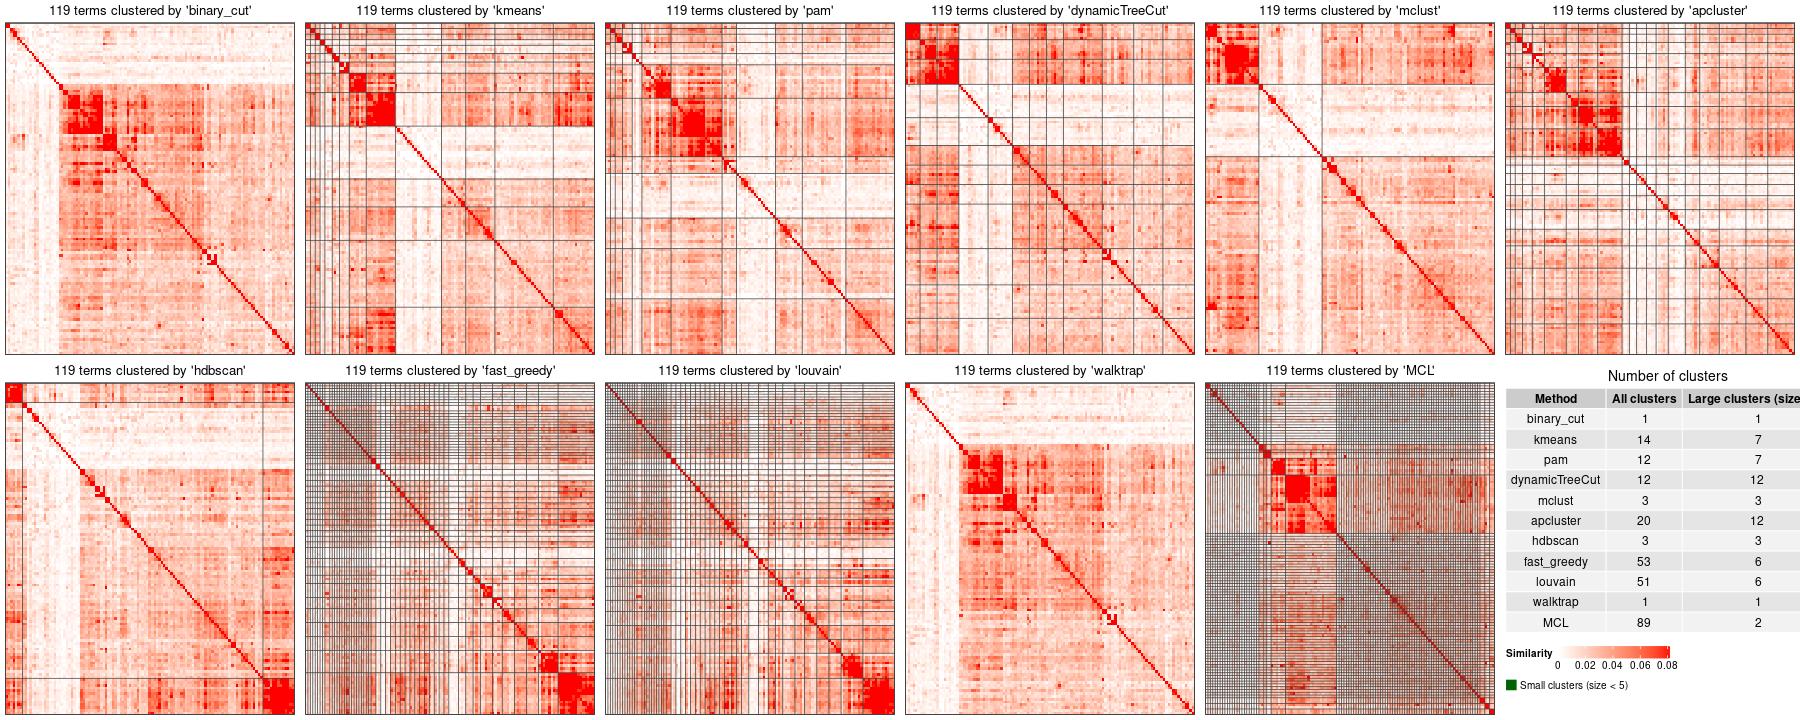 119 terms clustered by 'binary_cut'
119 terms clustered by 'kmeans'
119 terms clustered by 'pam'
119 terms clustered by 'dynamicTreeCut'
119 terms clustered by 'mclust'
119 terms clustered by 'apcluster'
119 terms clustered by 'hdbscan'
119 terms clustered by 'fast_greedy'
119 terms clustered by 'louvain'
119 terms clustered by 'walktrap'
119 terms clustered by 'MCL'
Number of clusters
Method All clusters Large clusters (size
binary_cut 1 1
kmeans 14 7
pam 12 7
dynamicTreeCut 12 12
mclust 3 3
apcluster 20 12
hdbscan 3 3
fast_greedy 53 6
louvain 51 6
walktrap 1 1
MCL 89 2
Similarity
0 0.02 0.04 0.06 0.08
Small clusters (size < 5)